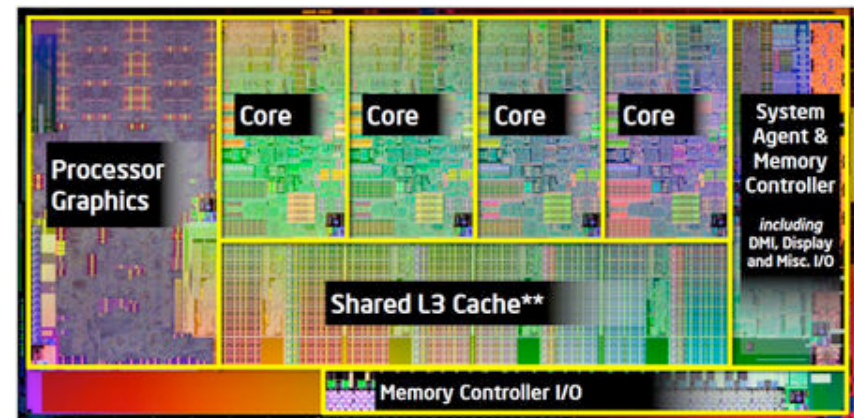 Processor
Graphics
Core
Core
Core
Core
System
Agent &
Memory
Controller
including
DMI, Display
and Misc. I/O
Shared L3 Cache**
Memory Controller I/O